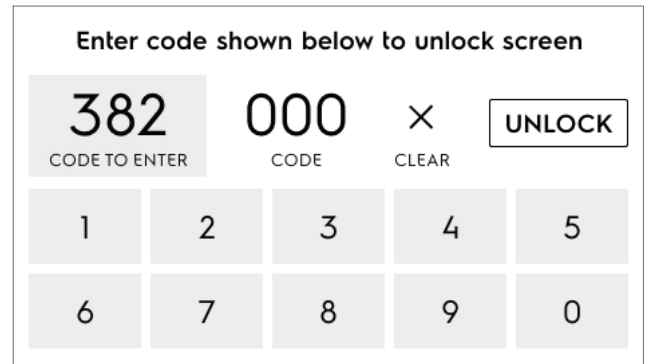 Enter code shown below to unlock screen
382 000 × UNLOCK
CODE TO ENTER CODE CLEAR
1 2 3 4 5
6 7 8 9 0